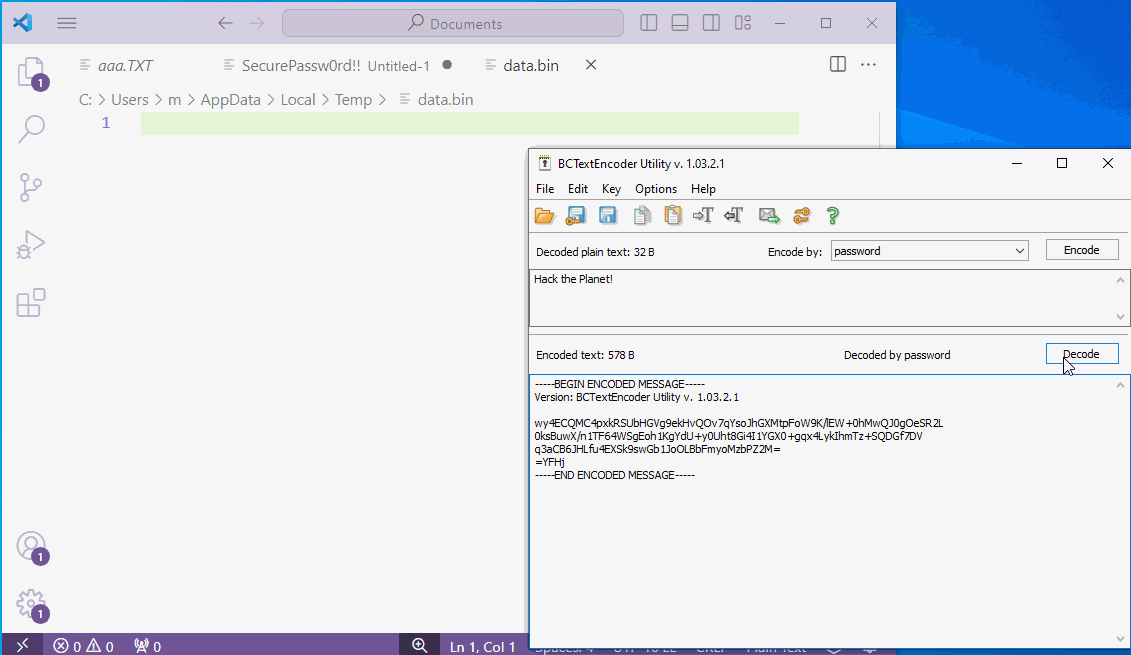 Documents
aaa.TXT
SecurePassw0rd!! Untitled-1
data.bin
C: > Users > m > AppData > Local > Temp > data.bin
1
1
BCTextEncoder Utility v. 1.03.2.1
File Edit Key Options Help
Decoded plain text: 32 B
Encode by: password
Encode
Hack the Planet!
Encoded text: 578 B
Decoded by password
Decode
-----BEGIN ENCODED MESSAGE-----
Version: BCTextEncoder Utility v. 1.03.2.1
wy4ECQMC4pxkRSUbHGVg9ekHvQOv7qYsoJhGXMtpFoW9K/lEW+0hMwQJ0gOeSR2L
0ksBuwX/n1TF64WSgEoh1KgYdU+y0Uht8Gi4I1YGX0+gqx4LykIhmTz+SQDGf7DV
q3aCB6JHLfu4EXSk9swGb1JoOLBbFmyoMzbPZ2M=
=YFHj
-----END ENCODED MESSAGE-----
1
1
0 0 0
Ln 1, Col 1